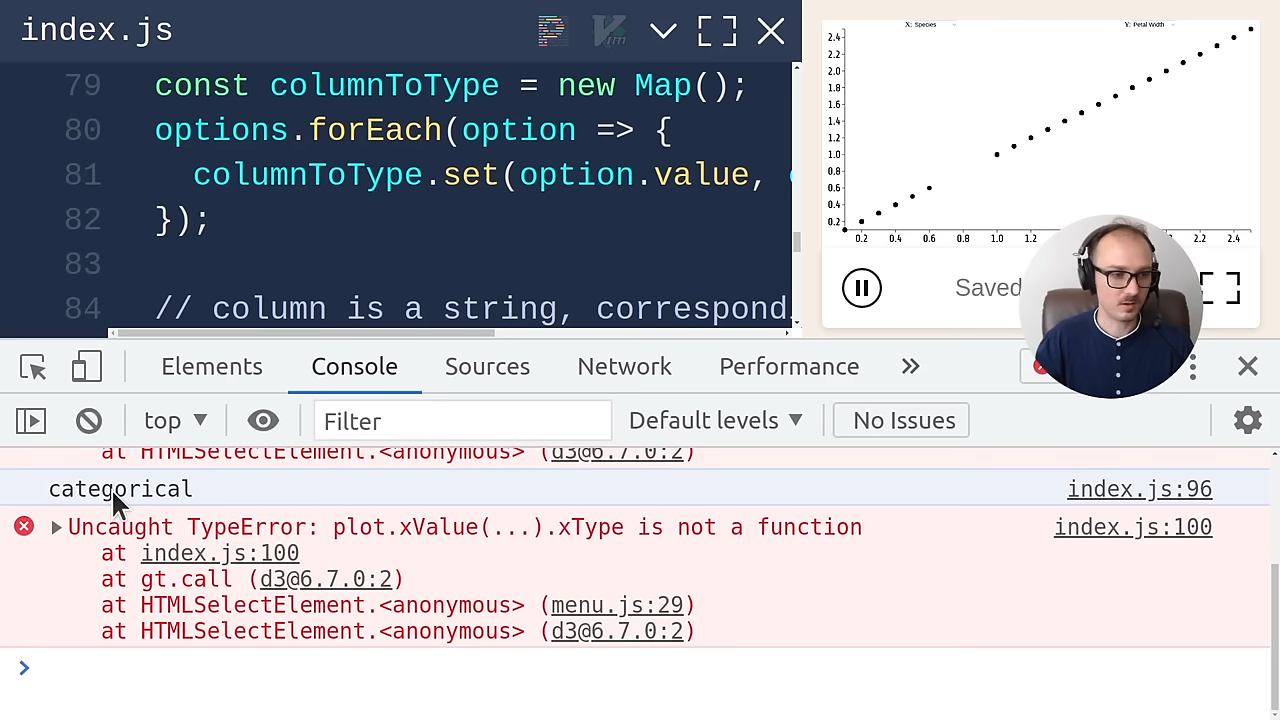 index.js
79 const columnToType = new Map();
80 options.forEach(option => {
81 columnToType.set(option.value,
82 });
83
84 // column is a string, correspond
X: Species
Y: Petal Width
2.4
2.2
2.0
1.8
1.6
1.4
1.2
1.0
0.8
0.6
0.4
0.2
0.2 0.4 0.6 0.8 1.0 1.2 2.2 2.4
Saved
Elements Console Sources Network Performance
top Filter Default levels No Issues
at HTMLSelectElement.<anonymous> (d3@6.7.0:2)
categorical index.js:96
Uncaught TypeError: plot.xValue(...).xType is not a function index.js:100
at index.js:100
at gt.call (d3@6.7.0:2)
at HTMLSelectElement.<anonymous> (menu.js:29)
at HTMLSelectElement.<anonymous> (d3@6.7.0:2)